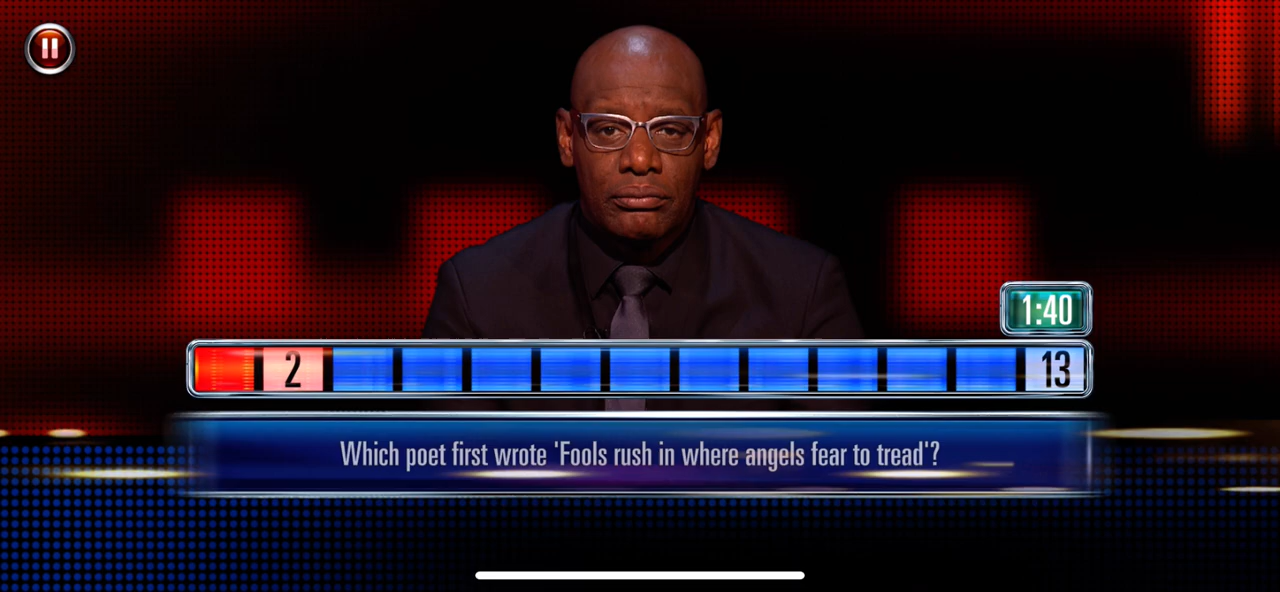 1:40
2
13
Which poet first wrote 'Fools rush in where angels fear to tread'?